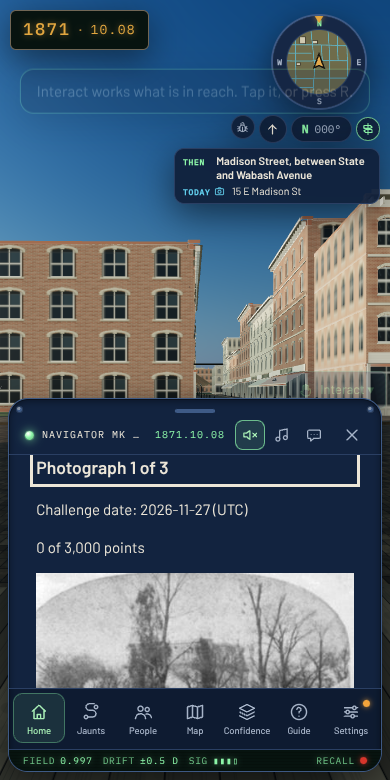 1871 · 10.08
N
W
E
S
Interact works what is in reach. Tap it, or press R,
N 000°
THEN Madison Street, between State
and Wabash Avenue
TODAY 15 E Madison St
Interact
NAVIGATOR MK … 1871.10.08
Photograph 1 of 3
Challenge date: 2026-11-27 (UTC)
0 of 3,000 points
Home
Jaunts
People
Map
Confidence
Guide
Settings
FIELD 0.997 DRIFT ±0.5 D SIG
RECALL